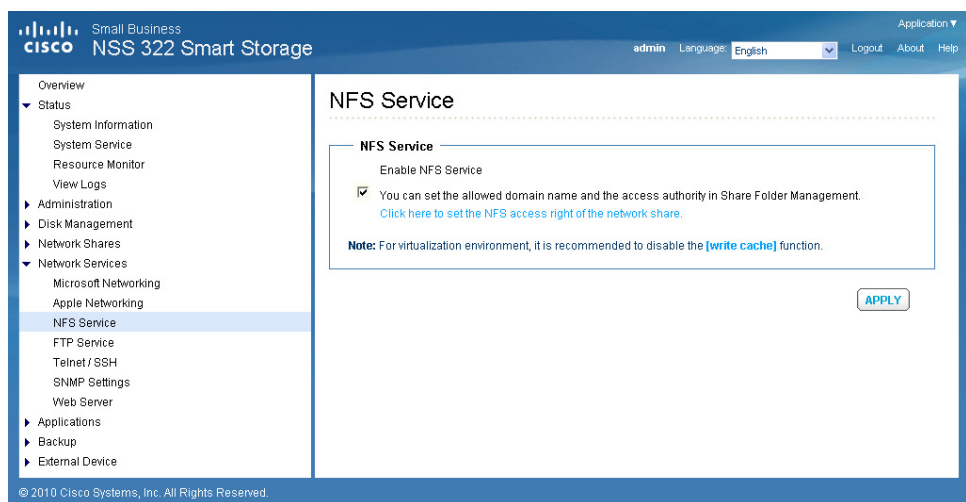 Small Business
CISCO NSS 322 Smart Storage
Application
admin Language: English Logout About Help
Overview
Status
System Information
System Service
Resource Monitor
View Logs
Administration
Disk Management
Network Shares
Network Services
Microsoft Networking
Apple Networking
NFS Service
FTP Service
Telnet / SSH
SNMP Settings
Web Server
Applications
Backup
External Device
NFS Service
NFS Service
Enable NFS Service
You can set the allowed domain name and the access authority in Share Folder Management.
Click here to set the NFS access right of the network share.
Note: For virtualization environment, it is recommended to disable the [write cache] function.
APPLY
© 2010 Cisco Systems, Inc. All Rights Reserved.